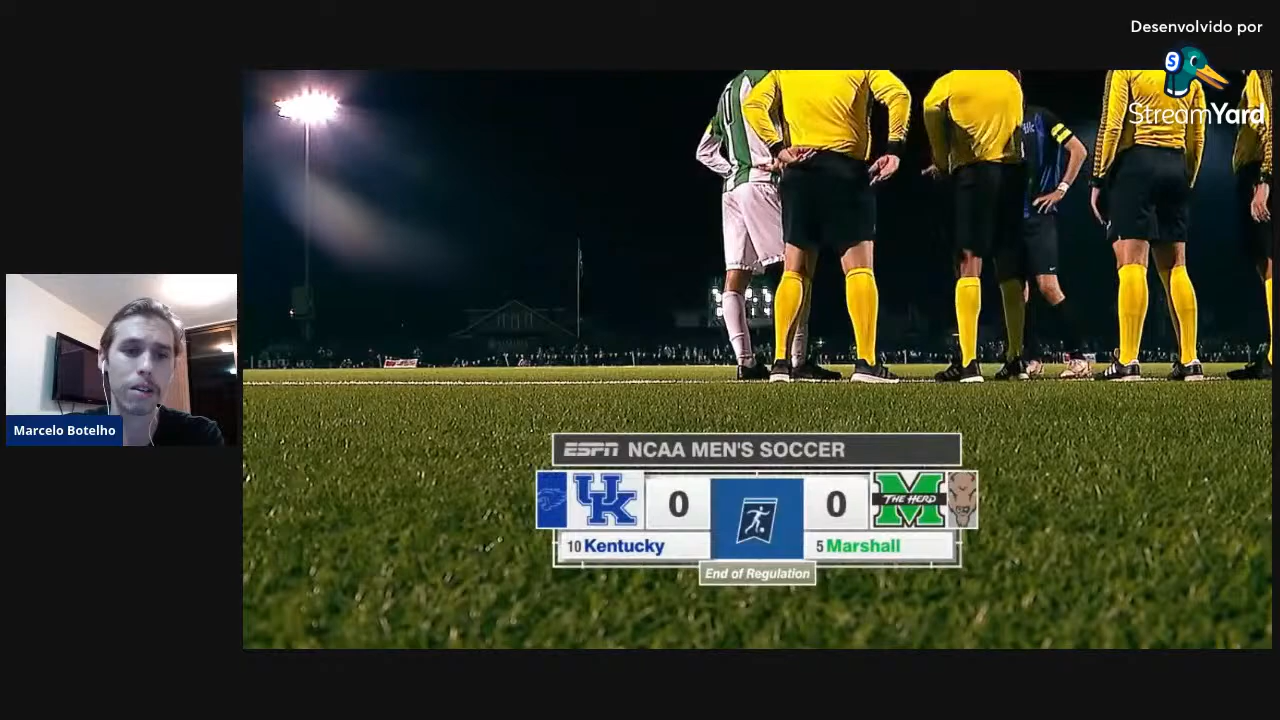 Desenvolvido por
StreamYard
Marcelo Botelho
ESPN NCAA MEN'S SOCCER
UK 0 0 M THE HERD
10 Kentucky 5 Marshall
End of Regulation